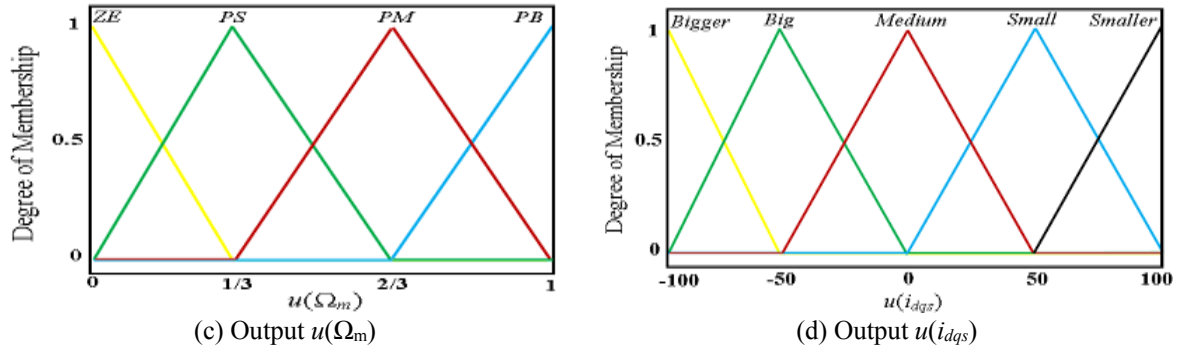 ZE PS PM PB
1
0.5
0
Degree of Membership
0 1/3 2/3 1
u(Ωm)
(c) Output u(Ωm)
Bigger Big Medium Small Smaller
1
0.5
0
Degree of Membership
-100 -50 0 50 100
u(idqs)
(d) Output u(idqs)